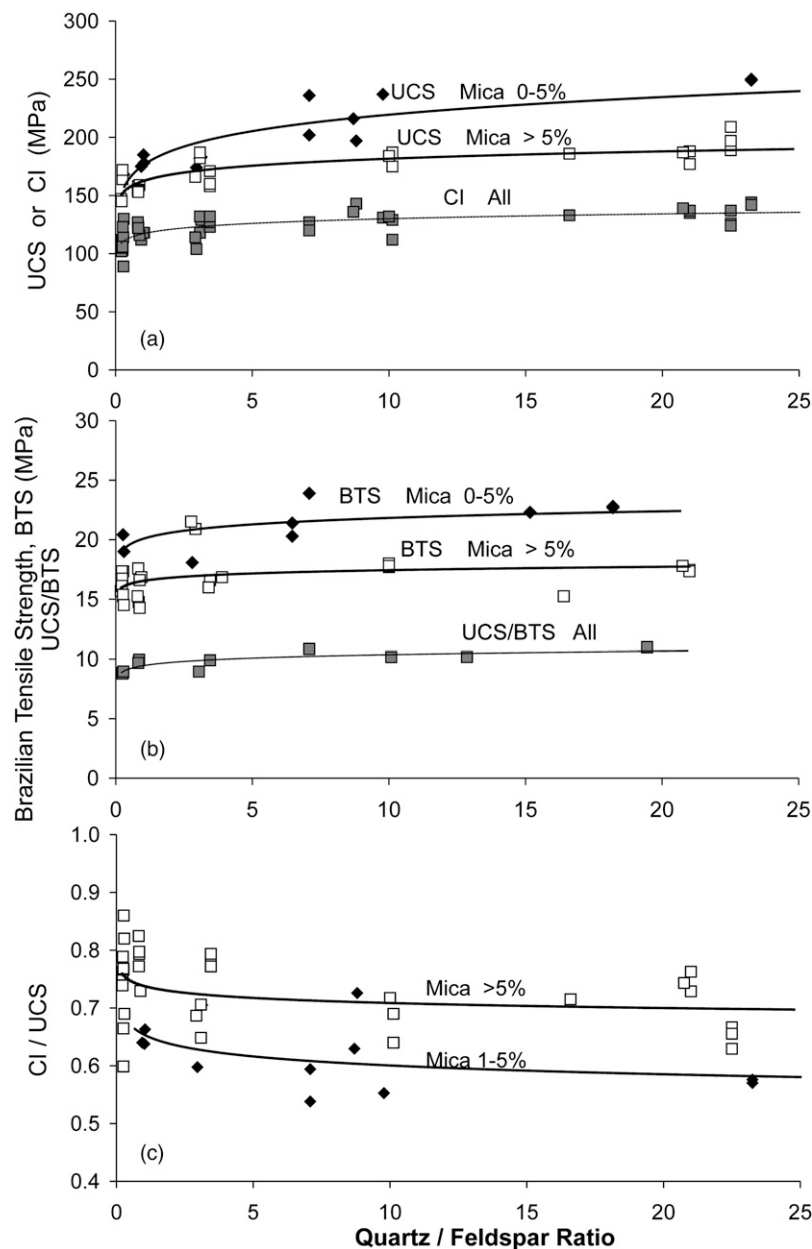 300
250
200
150
100
50
0
UCS or CI (MPa)
UCS Mica 0-5%
UCS Mica > 5%
CI All
(a)
0 5 10 15 20 25
30
25
20
15
10
5
0
Brazilian Tensile Strength, BTS (MPa)
UCS/BTS
BTS Mica 0-5%
BTS Mica > 5%
UCS/BTS All
(b)
0 5 10 15 20 25
1.0
0.9
0.8
0.7
0.6
0.5
0.4
CI / UCS
Mica >5%
Mica 1-5%
(c)
0 5 10 15 20 25
Quartz / Feldspar Ratio